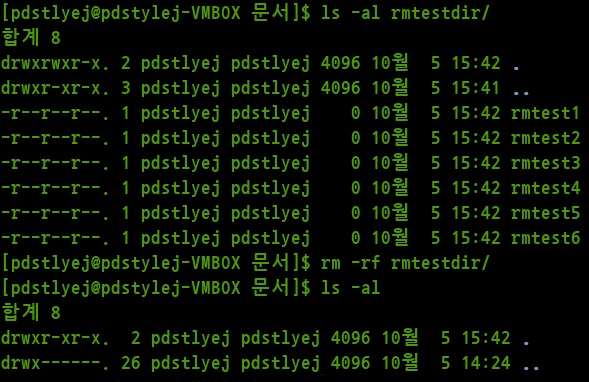 [pdstlyej@pdstylej-VMBOX 문서]$ ls -al rmtestdir/
합계 8
drwxrwxr-x. 2 pdstlyej pdstlyej 4096 10월  5 15:42 .
drwxr-xr-x. 3 pdstlyej pdstlyej 4096 10월  5 15:41 ..
-r--r--r--. 1 pdstlyej pdstlyej    0 10월  5 15:42 rmtest1
-r--r--r--. 1 pdstlyej pdstlyej    0 10월  5 15:42 rmtest2
-r--r--r--. 1 pdstlyej pdstlyej    0 10월  5 15:42 rmtest3
-r--r--r--. 1 pdstlyej pdstlyej    0 10월  5 15:42 rmtest4
-r--r--r--. 1 pdstlyej pdstlyej    0 10월  5 15:42 rmtest5
-r--r--r--. 1 pdstlyej pdstlyej    0 10월  5 15:42 rmtest6
[pdstlyej@pdstylej-VMBOX 문서]$ rm -rf rmtestdir/
[pdstlyej@pdstylej-VMBOX 문서]$ ls -al
합계 8
drwxr-xr-x.  2 pdstlyej pdstlyej 4096 10월  5 15:42 .
drwx------. 26 pdstlyej pdstlyej 4096 10월  5 14:24 ..